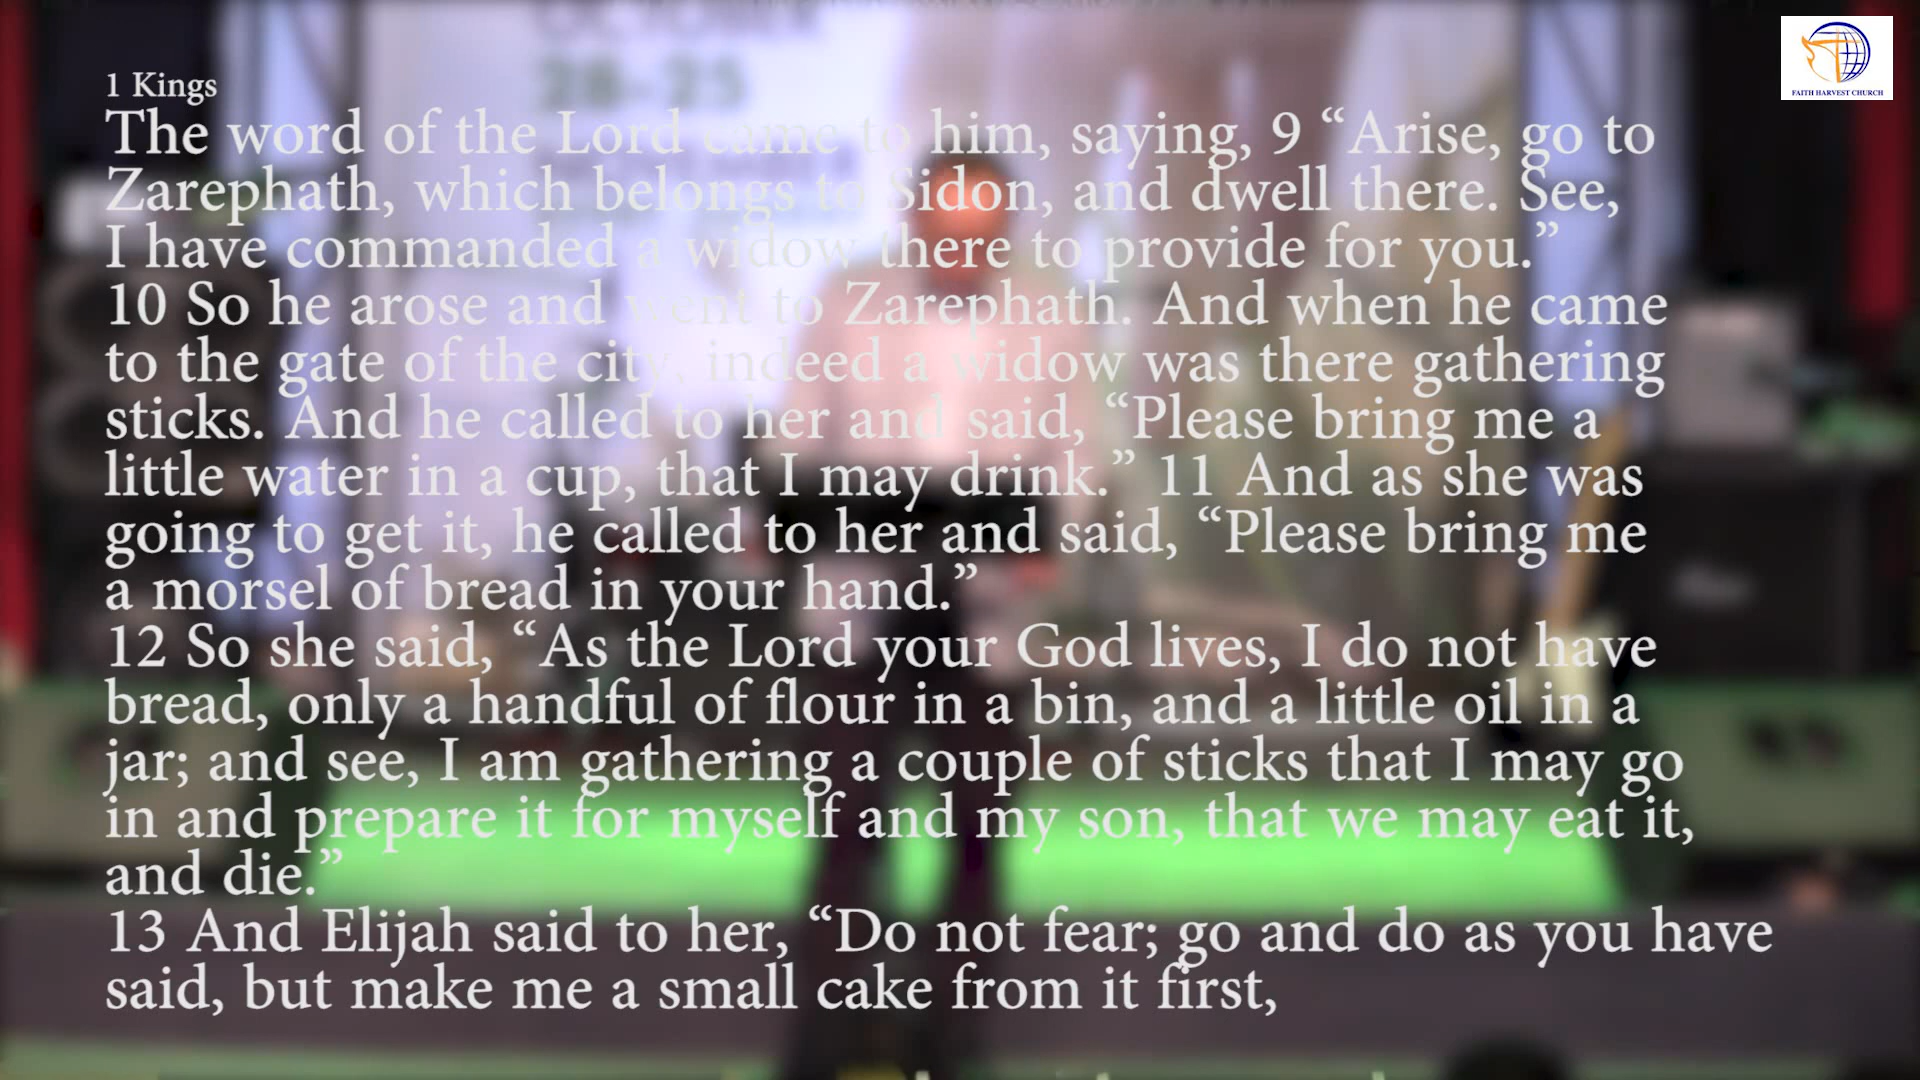 1 Kings
The word of the Lord came to him, saying, 9 “Arise, go to
Zarephath, which belongs to Sidon, and dwell there. See,
I have commanded a widow there to provide for you.”
10 So he arose and went to Zarephath. And when he came
to the gate of the city, indeed a widow was there gathering
sticks. And he called to her and said, “Please bring me a
little water in a cup, that I may drink.” 11 And as she was
going to get it, he called to her and said, “Please bring me
a morsel of bread in your hand.”
12 So she said, “As the Lord your God lives, I do not have
bread, only a handful of flour in a bin, and a little oil in a
jar; and see, I am gathering a couple of sticks that I may go
in and prepare it for myself and my son, that we may eat it,
and die.”
13 And Elijah said to her, “Do not fear; go and do as you have
said, but make me a small cake from it first,
FAITH HARVEST CHURCH